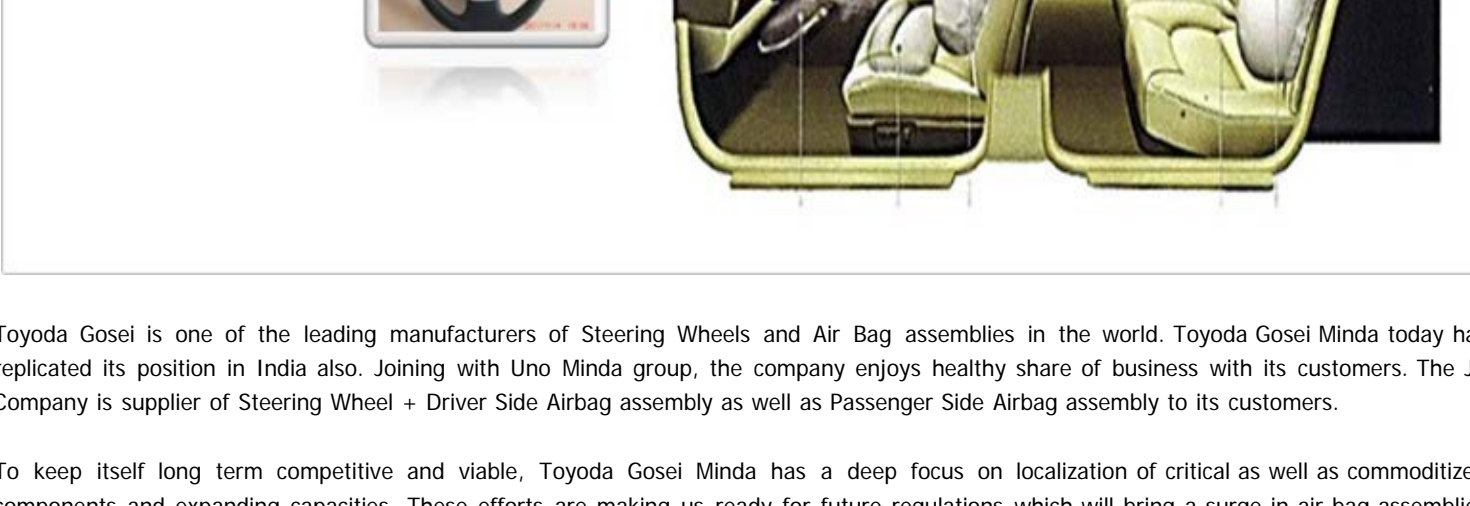 Toyoda Gosei is one of the leading manufacturers of Steering Wheels and Air Bag assemblies in the world. Toyoda Gosei Minda today ha
replicated its position in India also. Joining with Uno Minda group, the company enjoys healthy share of business with its customers. The J
Company is supplier of Steering Wheel + Driver Side Airbag assembly as well as Passenger Side Airbag assembly to its customers.
To keep itself long term competitive and viable, Toyoda Gosei Minda has a deep focus on localization of critical as well as commoditize
components and expanding capacities. These efforts are making us ready for future regulations which will bring a surge in air bag assemblie